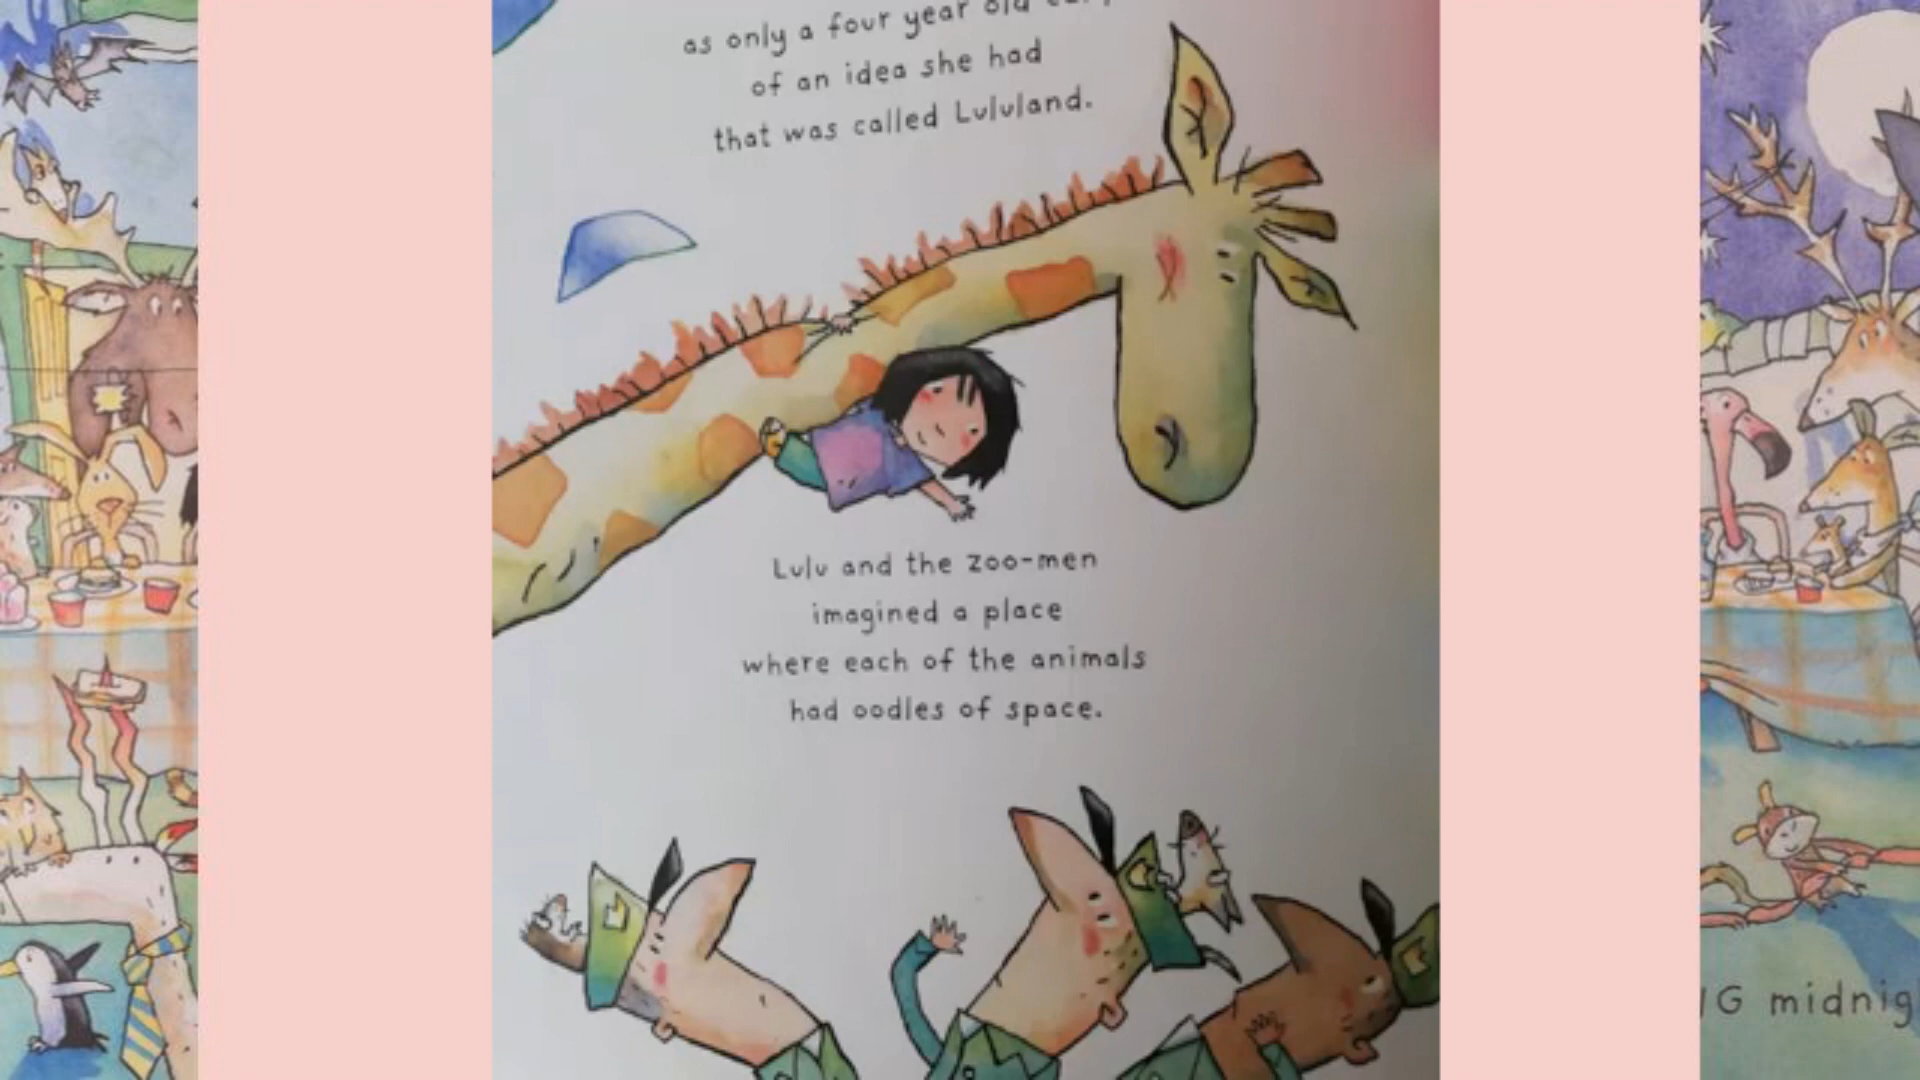 as only a four year old can
of an idea she had
that was called Lululand.
Lulu and the zoo-men
imagined a place
where each of the animals
had oodles of space.
G midnig